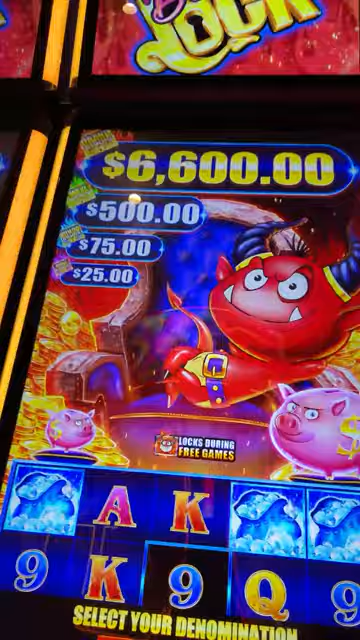 LOCK
$6,600.00
$500.00
$75.00
$25.00
LOCKS DURING
FREE GAMES
A K
9 K 9 Q 9
SELECT YOUR DENOMINATION